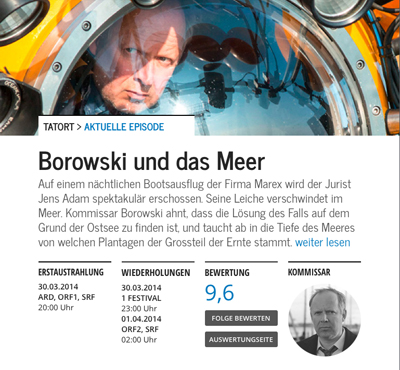 TATORT > AKTUELLE EPISODE
Borowski und das Meer
Auf einem nächtlichen Bootsausflug der Firma Marex wird der Jurist
Jens Adam spektakulär erschossen. Seine Leiche verschwindet im
Meer. Kommissar Borowski ahnt, dass die Lösung des Falls auf dem
Grund der Ostsee zu finden ist, und taucht ab in die Tiefe des Meeres
von welchen Plantagen der Grossteil der Ernte stammt. weiter lesen
ERSTAUSTRAHLUNG
30.03.2014
ARD, ORF1, SRF
20:00 Uhr
WIEDERHOLUNGEN
30.03.2014
1 FESTIVAL
23:00 Uhr
01.04.2014
ORF2, SRF
02:00 Uhr
BEWERTUNG
9,6
FOLGE BEWERTEN
AUSWERTUNGSEITE
KOMMISSAR